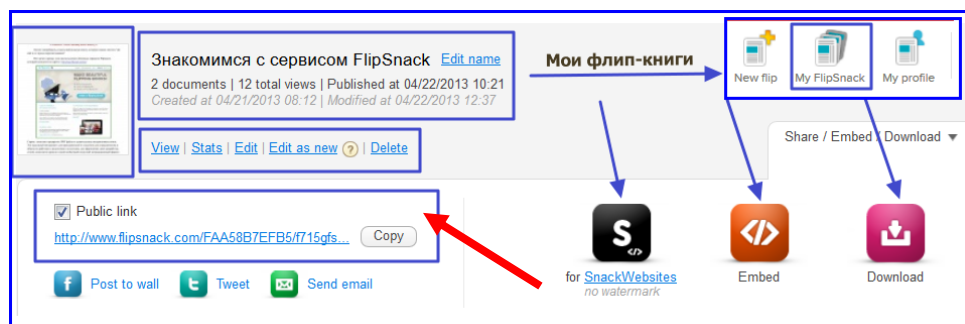 Знакомимся с сервисом FlipSnack Edit name
2 documents | 12 total views | Published at 04/22/2013 10:21
Created at 04/21/2013 08:12 | Modified at 04/22/2013 12:37
View | Stats | Edit | Edit as new ? | Delete
Мои флип-книги
New flip
My FlipSnack
My profile
Share / Embed / Download
Public link
http://www.flipsnack.com/FAA58B7EFB5/f715gfs...
Copy
f Post to wall
t Tweet
Send email
S
for SnackWebsites
no watermark
Embed
Download